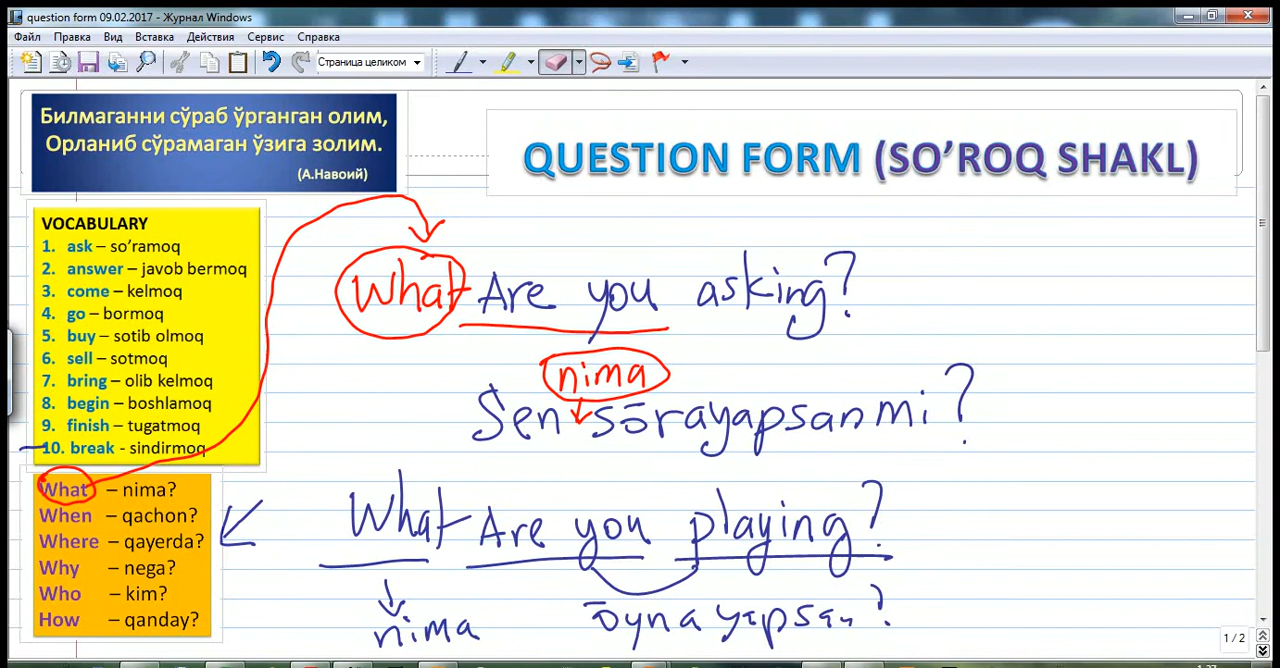 question form 09.02.2017 - Журнал Windows
Файл Правка Вид Вставка Действия Сервис Справка
Страница целиком
Билмаганни сўраб ўрганган олим,
Орланиб сўрамаган ўзига золим.
(А.Навоий)
QUESTION FORM (SO’ROQ SHAKL)
VOCABULARY
1. ask – so’ramoq
2. answer – javob bermoq
3. come – kelmoq
4. go – bormoq
5. buy – sotib olmoq
6. sell – sotmoq
7. bring – olib kelmoq
8. begin – boshlamoq
9. finish – tugatmoq
10. break - sindirmoq
What – nima?
When – qachon?
Where – qayerda?
Why – nega?
Who – kim?
How – qanday?
What Are you asking?
nima
Sen sōrayapsanmi?
What Are you playing?
nima ōynayapsan?
1 / 2